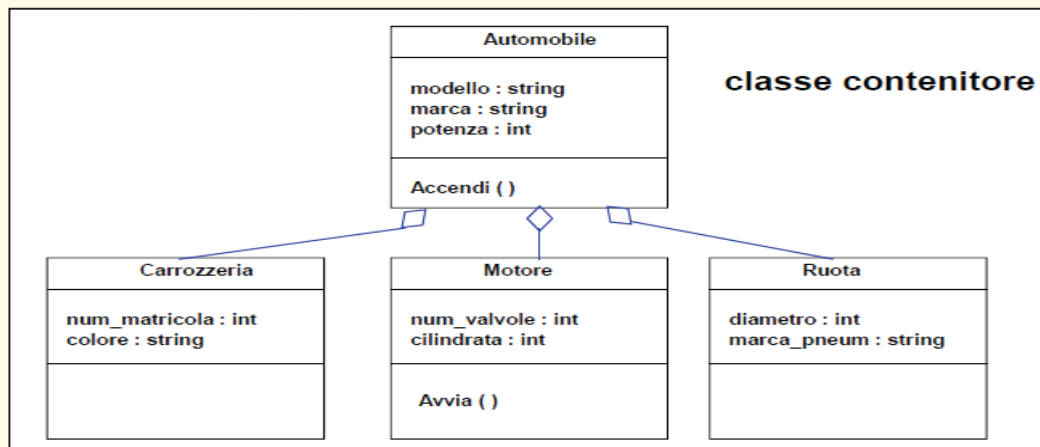 Automobile
modello : string
marca : string
potenza : int
Accendi ( )
classe contenitore
Carrozzeria
num_matricola : int
colore : string
Motore
num_valvole : int
cilindrata : int
Avvia ( )
Ruota
diametro : int
marca_pneum : string